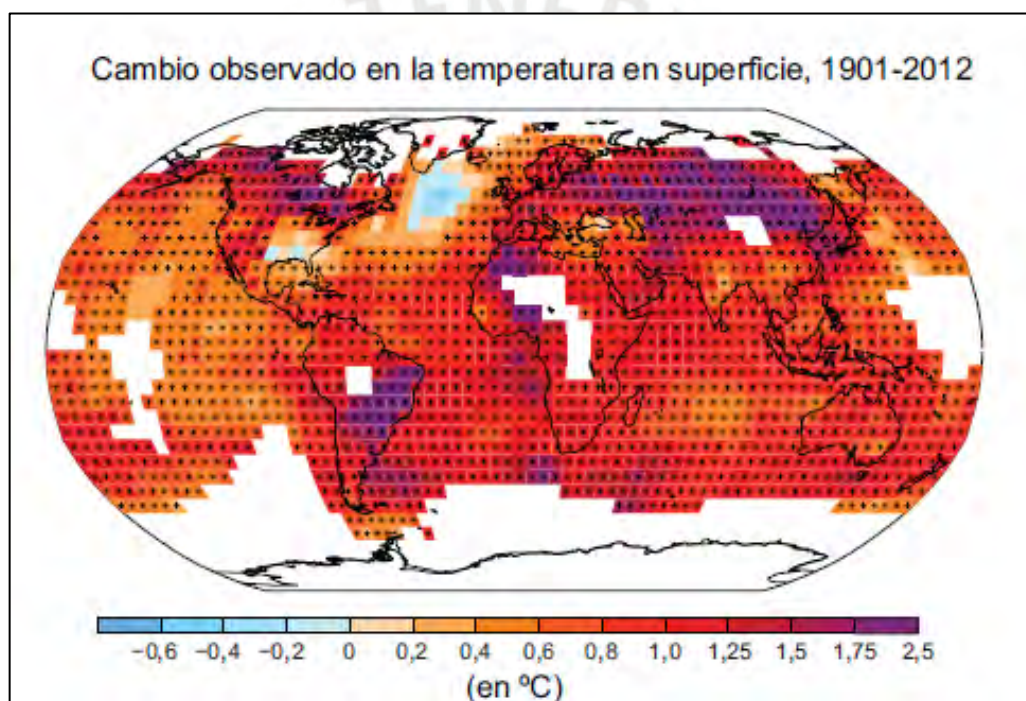 Cambio observado en la temperatura en superficie, 1901-2012
−0,6 −0,4 −0,2 0 0,2 0,4 0,6 0,8 1,0 1,25 1,5 1,75 2,5
(en ºC)